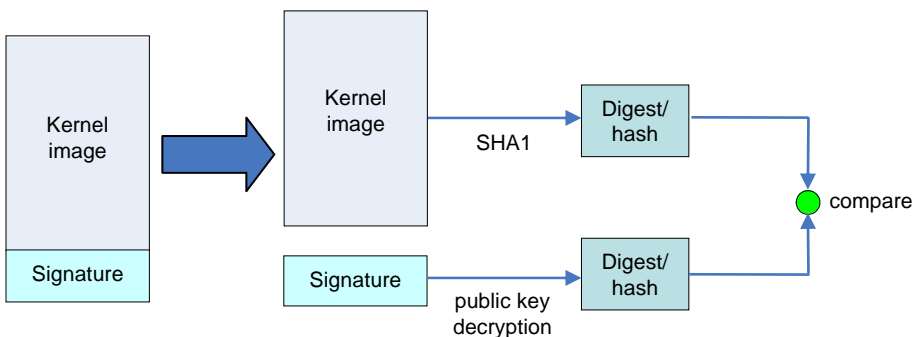 Kernel
image
Signature
Kernel
image
SHA1
Digest/
hash
compare
Signature
public key
decryption
Digest/
hash